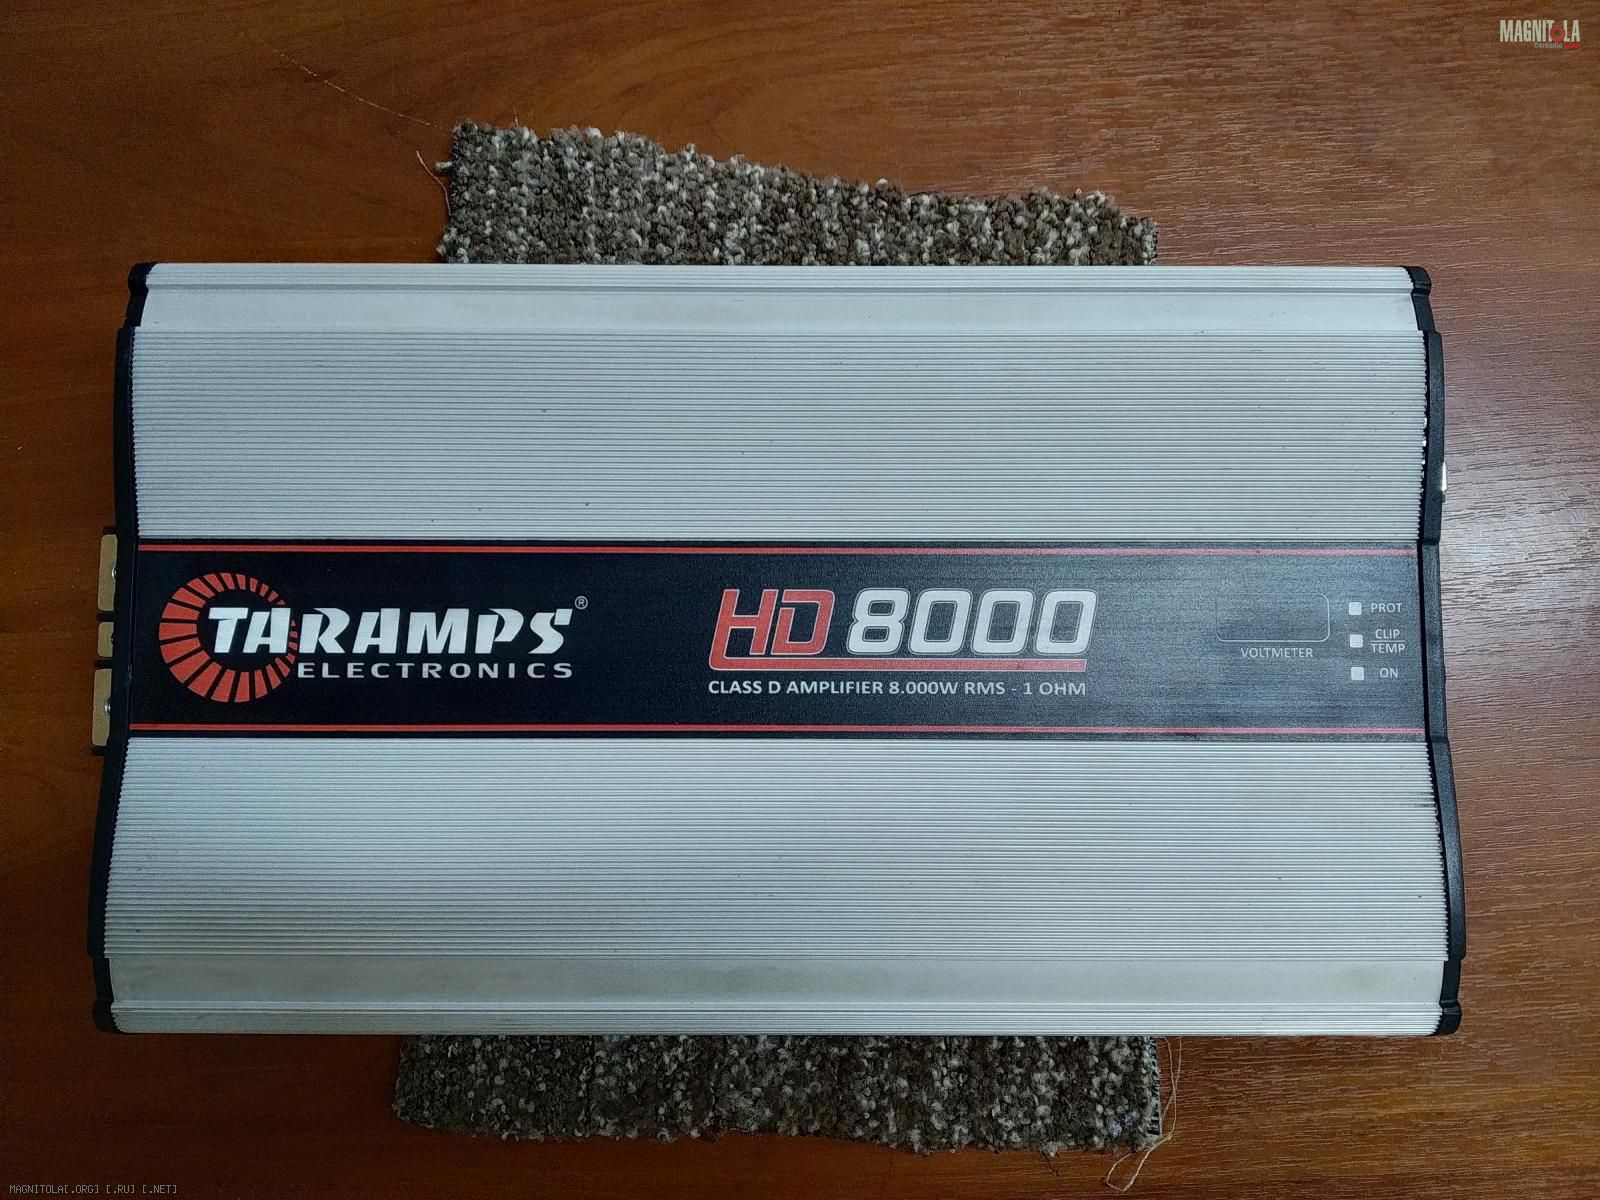 MAGNITOLA
TARAMPS®
ELECTRONICS
HD 8000
CLASS D AMPLIFIER 8.000W RMS - 1 OHM
VOLTMETER
PROT
CLIP
TEMP
ON
MAGNITOLA[.ORG] [.RU] [.NET]